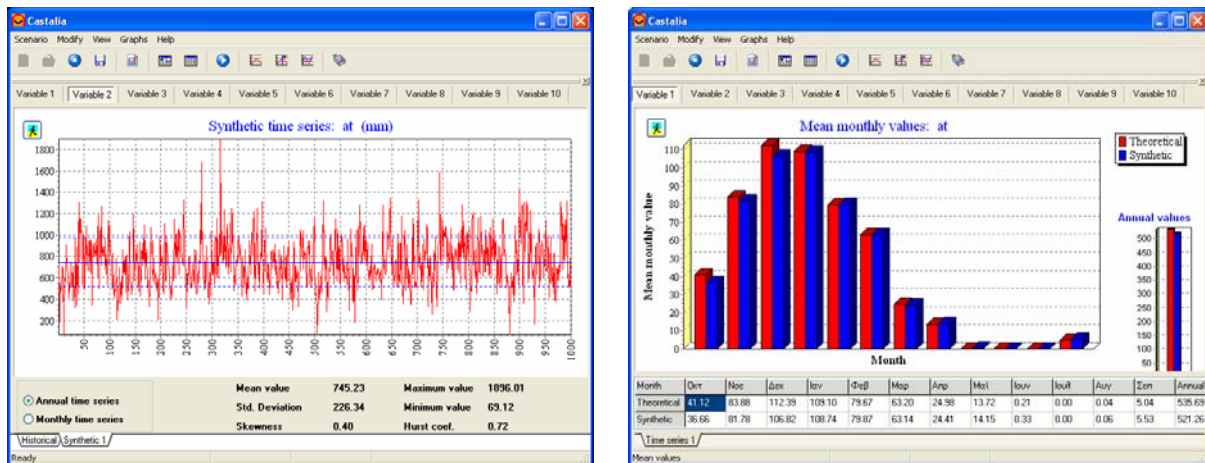 Castalia
Scenario Modify View Graphs Help
Variable 1 Variable 2 Variable 3 Variable 4 Variable 5 Variable 6 Variable 7 Variable 8 Variable 9 Variable 10
Synthetic time series: at (mm)
1800
1600
1400
1200
1000
800
600
400
200
50 100 150 200 250 300 350 400 450 500 550 600 650 700 750 800 850 900 950 1000
Annual time series
Monthly time series
Mean value 745.23 Maximum value 1896.01
Std. Deviation 226.34 Minimum value 69.12
Skewness 0.40 Hurst coef. 0.72
Historical Synthetic 1
Ready
Castalia
Scenario Modify View Graphs Help
Variable 1 Variable 2 Variable 3 Variable 4 Variable 5 Variable 6 Variable 7 Variable 8 Variable 9 Variable 10
Mean monthly values: at
Theoretical
Synthetic
Mean monthly value
110
100
90
80
70
60
50
40
30
20
10
0
Month
Annual values
500
450
400
350
300
250
200
150
100
50
Month Οκτ Νοε Δεκ Ιαν Φεβ Μαρ Απρ Μαϊ Ιουν Ιουλ Αυγ Σεπ Annual
Theoretical 41.12 83.88 112.39 109.10 79.67 63.20 24.98 13.72 0.21 0.00 0.04 5.04 535.69
Synthetic 36.66 81.78 106.82 108.74 79.87 63.14 24.41 14.15 0.33 0.00 0.06 5.53 521.26
Time series 1
Mean values